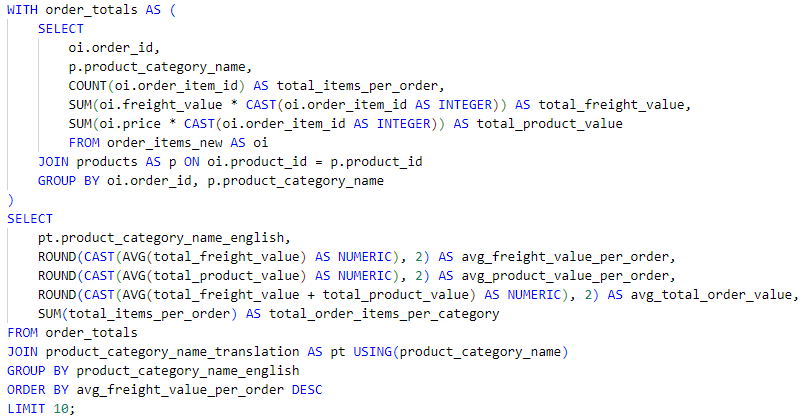 WITH order_totals AS (
    SELECT
        oi.order_id,
        p.product_category_name,
        COUNT(oi.order_item_id) AS total_items_per_order,
        SUM(oi.freight_value * CAST(oi.order_item_id AS INTEGER)) AS total_freight_value,
        SUM(oi.price * CAST(oi.order_item_id AS INTEGER)) AS total_product_value
        FROM order_items_new AS oi
    JOIN products AS p ON oi.product_id = p.product_id
    GROUP BY oi.order_id, p.product_category_name
)
SELECT
    pt.product_category_name_english,
    ROUND(CAST(AVG(total_freight_value) AS NUMERIC), 2) AS avg_freight_value_per_order,
    ROUND(CAST(AVG(total_product_value) AS NUMERIC), 2) AS avg_product_value_per_order,
    ROUND(CAST(AVG(total_freight_value + total_product_value) AS NUMERIC), 2) AS avg_total_order_value,
    SUM(total_items_per_order) AS total_order_items_per_category
FROM order_totals
JOIN product_category_name_translation AS pt USING(product_category_name)
GROUP BY product_category_name_english
ORDER BY avg_freight_value_per_order DESC
LIMIT 10;